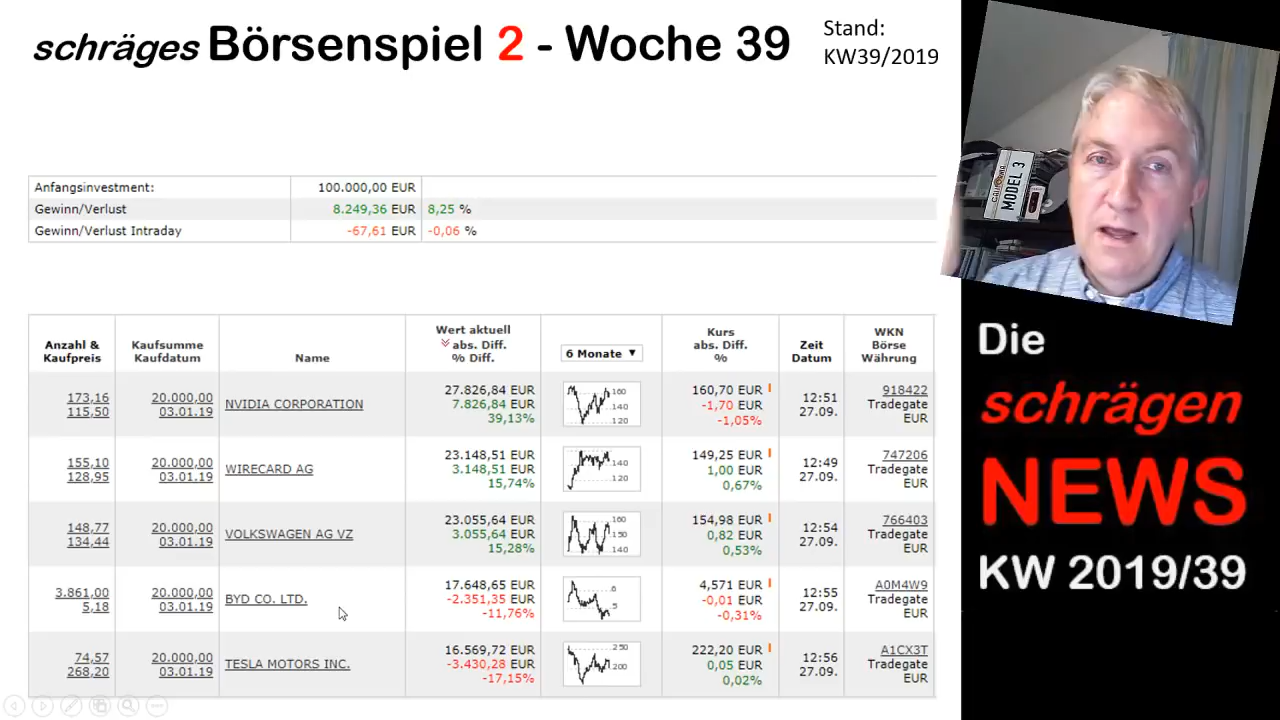 schräges Börsenspiel 2 - Woche 39
Stand:
KW39/2019
Anfangsinvestment: 100.000,00 EUR
Gewinn/Verlust 8.249,36 EUR 8,25 %
Gewinn/Verlust Intraday -67,61 EUR -0,06 %
Anzahl & Kaufpreis Kaufsumme Kaufdatum Name Wert aktuell abs. Diff. % Diff. 6 Monate ▼ Kurs abs. Diff. % Zeit Datum WKN Börse Währung
173,16 20.000,00 NVIDIA CORPORATION 27.826,84 EUR 160 160,70 EUR 12:51 918422
115,50 03.01.19 7.826,84 EUR 140 -1,70 EUR 27.09. Tradegate
39,13% 120 -1,05% EUR
155,10 20.000,00 WIRECARD AG 23.148,51 EUR 140 149,25 EUR 12:49 747206
128,95 03.01.19 3.148,51 EUR 120 1,00 EUR 27.09. Tradegate
15,74% 0,67% EUR
148,77 20.000,00 VOLKSWAGEN AG VZ 23.055,64 EUR 160 154,98 EUR 12:54 766403
134,44 03.01.19 3.055,64 EUR 150 0,82 EUR 27.09. Tradegate
15,28% 140 0,53% EUR
3.861,00 20.000,00 BYD CO. LTD. 17.648,65 EUR 6 4,571 EUR 12:55 A0M4W9
5,18 03.01.19 -2.351,35 EUR 5 -0,01 EUR 27.09. Tradegate
-11,76% -0,31% EUR
74,57 20.000,00 TESLA MOTORS INC. 16.569,72 EUR 250 222,20 EUR 12:56 A1CX3T
268,20 03.01.19 -3.430,28 EUR 200 0,05 EUR 27.09. Tradegate
-17,15% 0,02% EUR
MODEL 3
Die
schrägen
NEWS
KW 2019/39